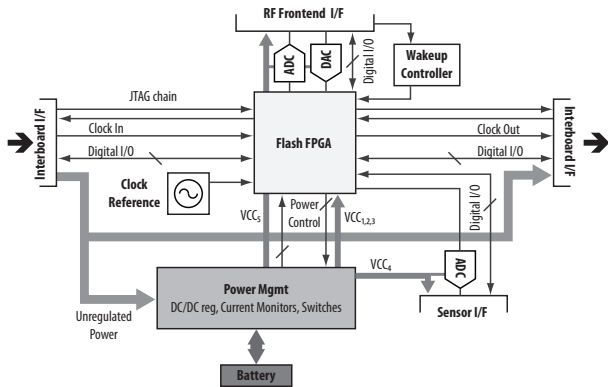 RF Frontend I/F
ADC
DAC
Digital I/O
Wakeup
Controller
Interboard I/F
JTAG chain
Clock In
Digital I/O
Flash FPGA
Clock Out
Digital I/O
Interboard I/F
Clock
Reference
VCC5
Power
Control
VCC1,2,3
Digital I/O
ADC
VCC4
Power Mgmt
DC/DC reg, Current Monitors, Switches
Sensor I/F
Unregulated
Power
Battery